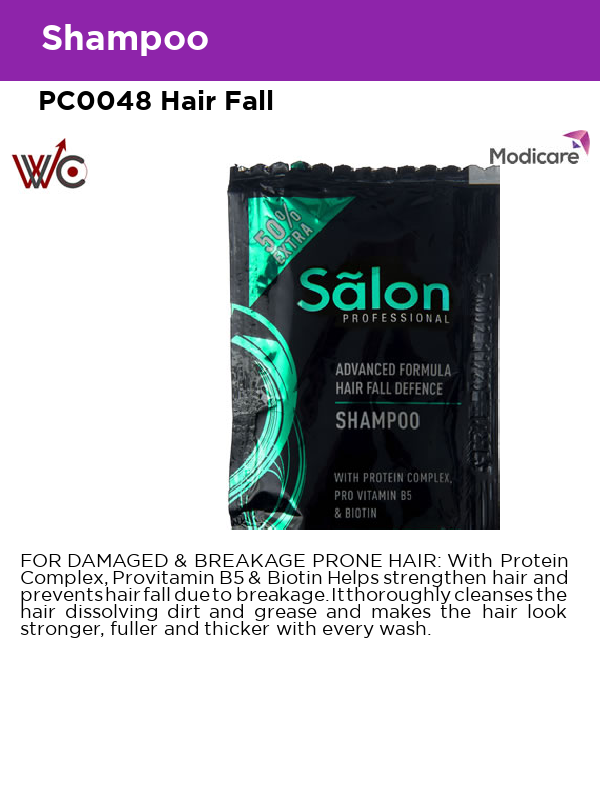 Shampoo
PC0048 Hair Fall
WC
Modicare
50%
EXTRA
Sãlon
PROFESSIONAL
ADVANCED FORMULA
HAIR FALL DEFENCE
SHAMPOO
WITH PROTEIN COMPLEX,
PRO VITAMIN B5
& BIOTIN
FOR DAMAGED & BREAKAGE PRONE HAIR: With Protein
Complex, Provitamin B5 & Biotin Helps strengthen hair and
prevents hair fall due to breakage. It thoroughly cleanses the
hair dissolving dirt and grease and makes the hair look
stronger, fuller and thicker with every wash.